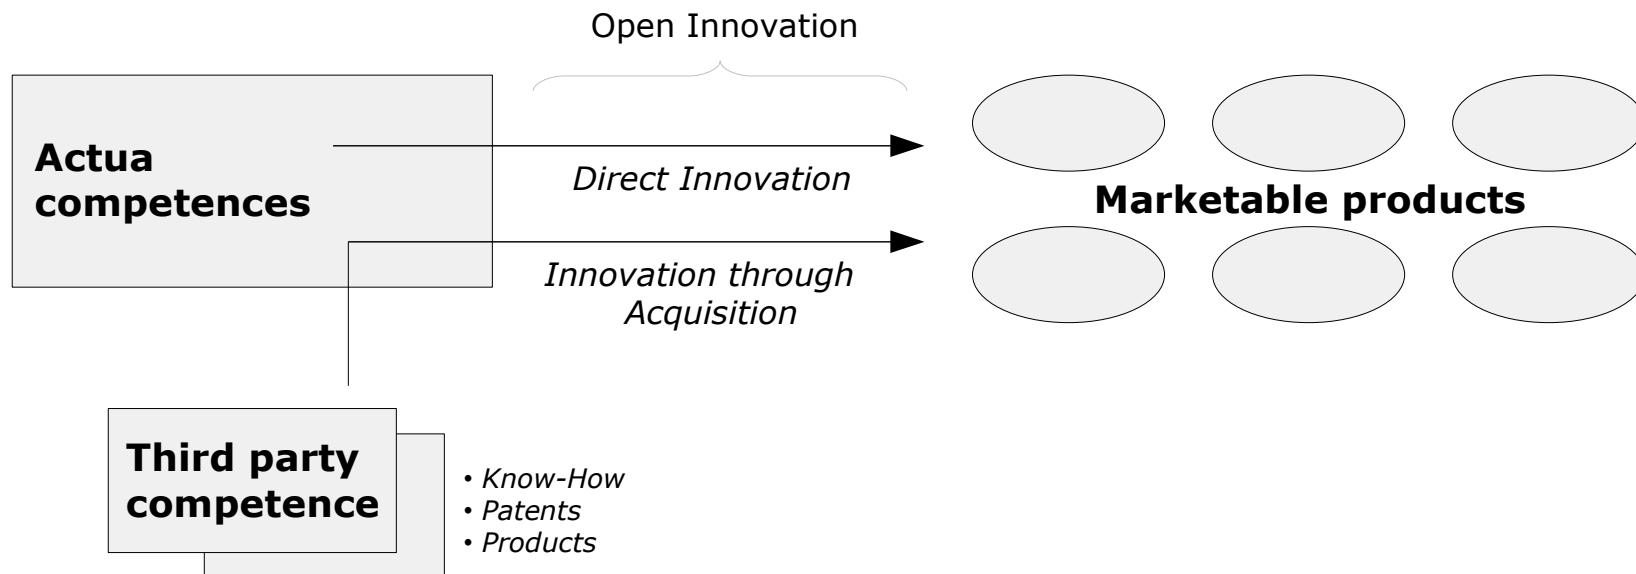 Open Innovation
Actua
competences
Direct Innovation
Marketable products
Innovation through
Acquisition
Third party
competence
• Know-How
• Patents
• Products